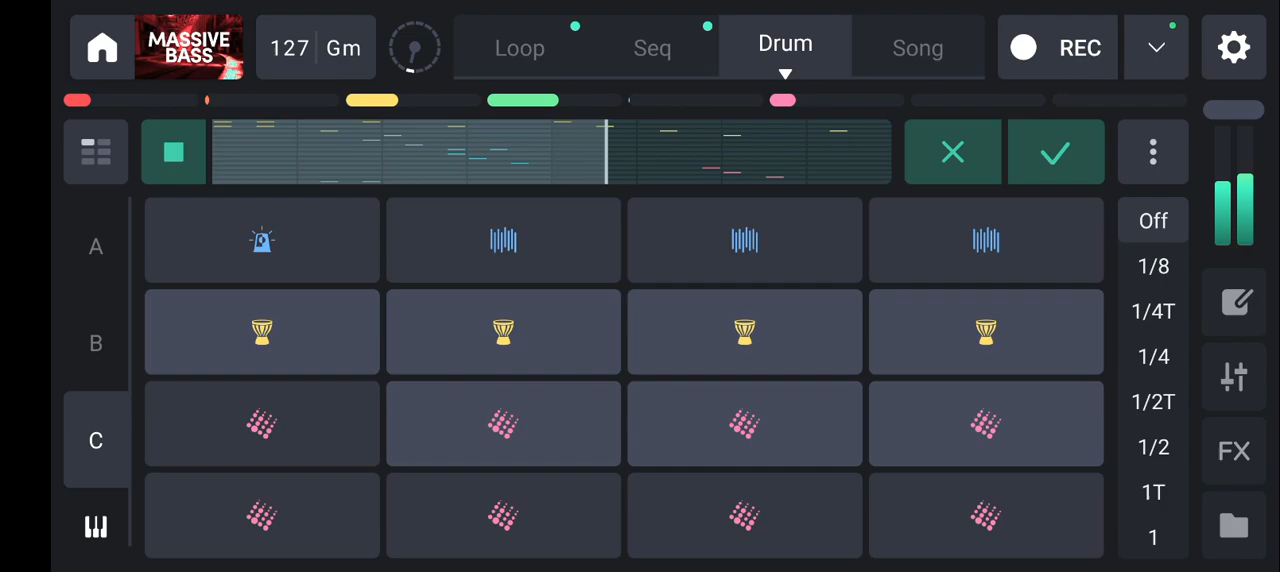 MASSIVE
BASS
127 Gm
Loop
Seq
Drum
Song
REC
A
B
C
Off
1/8
1/4T
1/4
1/2T
1/2
1T
1
FX